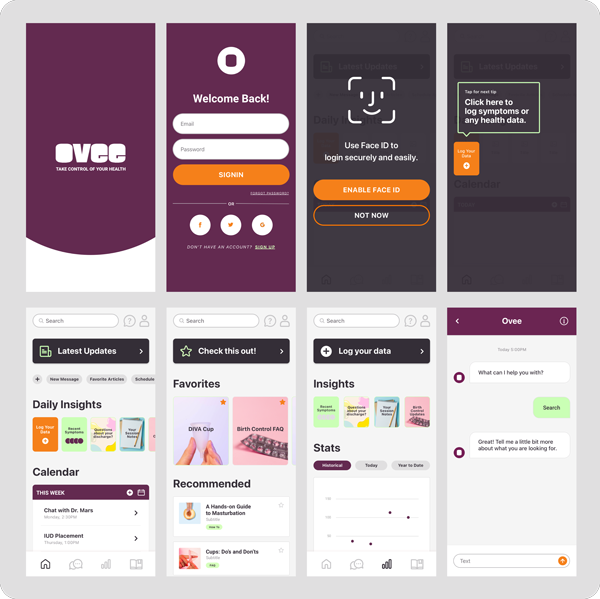 Ovee
TAKE CONTROL OF YOUR HEALTH
Welcome Back!
Email
Password
SIGNIN
FORGOT PASSWORD?
OR
DON'T HAVE AN ACCOUNT? SIGN UP
Latest Updates
Daily Insights
Use Face ID to
login securely and easily.
ENABLE FACE ID
NOT NOW
Calendar
Latest Updates
Tap for next tip
Click here to
log symptoms or
any health data.
Log Your
Data
Calendar
Search
Latest Updates
New Message
Favorite Articles
Schedule
Daily Insights
Log Your
Data
Recent
Symptoms
Questions
about your
discharge?
Your
Session
Notes
Calendar
THIS WEEK
Chat with Dr. Mars
Monday, 2:30PM
IUD Placement
Thursday, 1:00PM
Search
Check this out!
Favorites
DIVA Cup
Birth Control FAQ
Recommended
A Hands-on Guide
to Masturbation
Subtitle
How To
Cups: Do's and Don'ts
Subtitle
FAQ
Search
Log your data
Insights
Recent
Symptoms
Questions
about your
discharge?
Your
Session
Notes
Birth
Control
Updates
Stats
Historical
Today
Year to Date
Ovee
Today 5:00PM
What can I help you with?
Search
Great! Tell me a little bit more
about what you are looking for.
Text